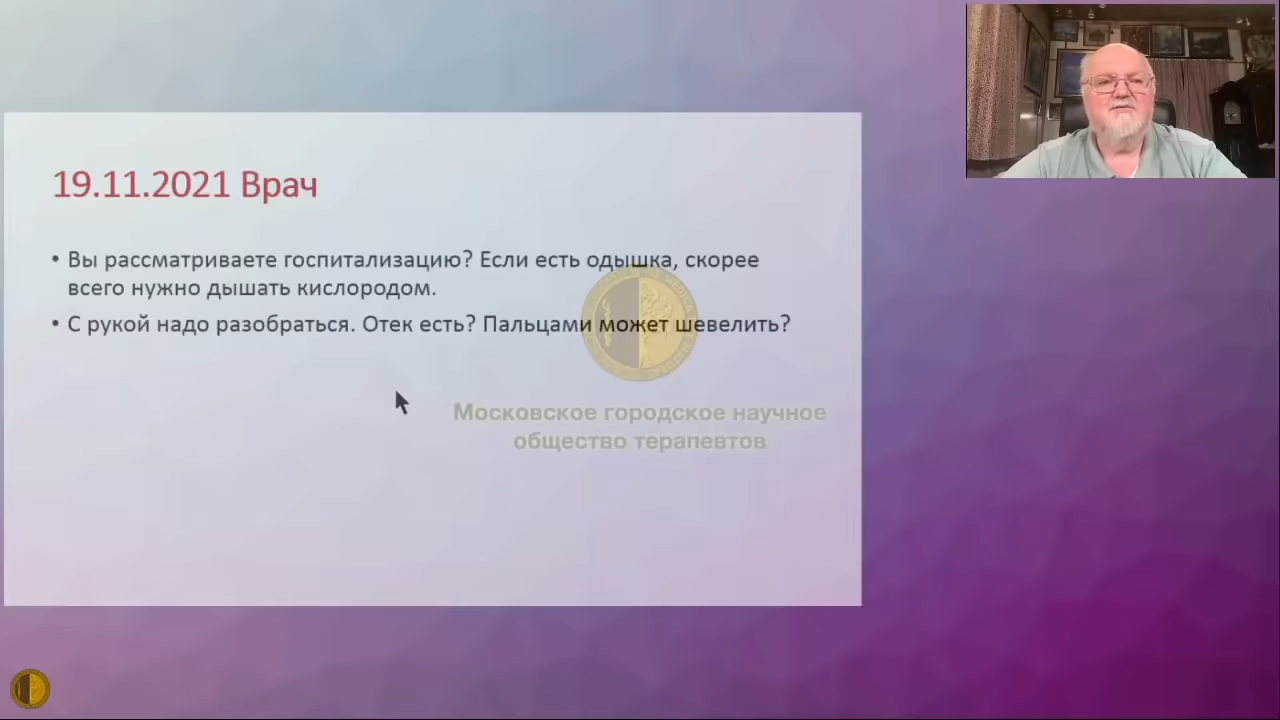 19.11.2021 Врач
• Вы рассматриваете госпитализацию? Если есть одышка, скорее
всего нужно дышать кислородом.
• С рукой надо разобраться. Отек есть? Пальцами может шевелить?
Московское городское научное
общество терапевтов